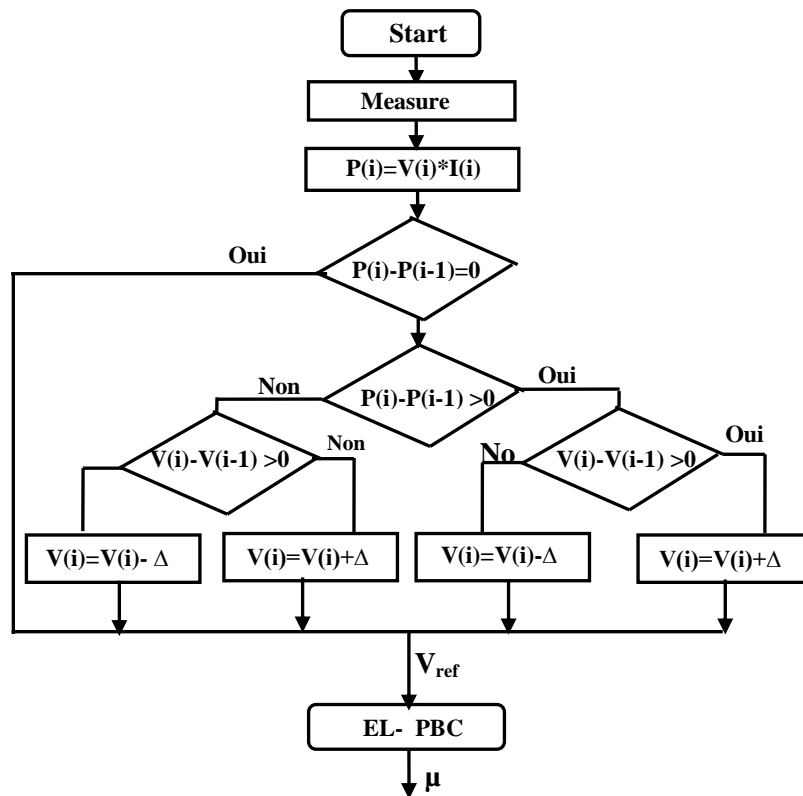 Start
Measure
P(i)=V(i)*I(i)
Oui
P(i)-P(i-1)=0
Non
P(i)-P(i-1) >0
Oui
V(i)-V(i-1) >0
Non
No
V(i)-V(i-1) >0
Oui
V(i)=V(i)- Δ
V(i)=V(i)+Δ
V(i)=V(i)-Δ
V(i)=V(i)+Δ
Vref
EL- PBC
μ